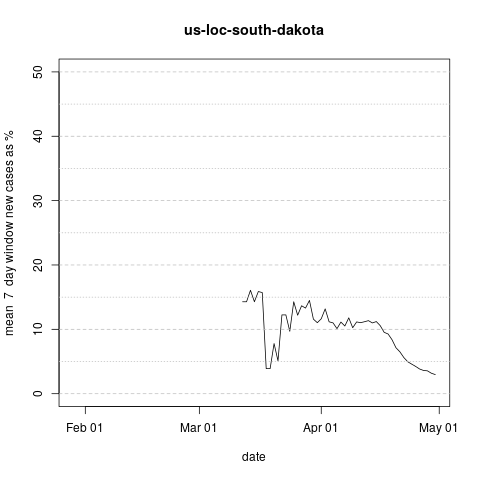 us-loc-south-dakota
mean  7  day window new cases as %
50
40
30
20
10
0
Feb 01
Mar 01
Apr 01
May 01
date